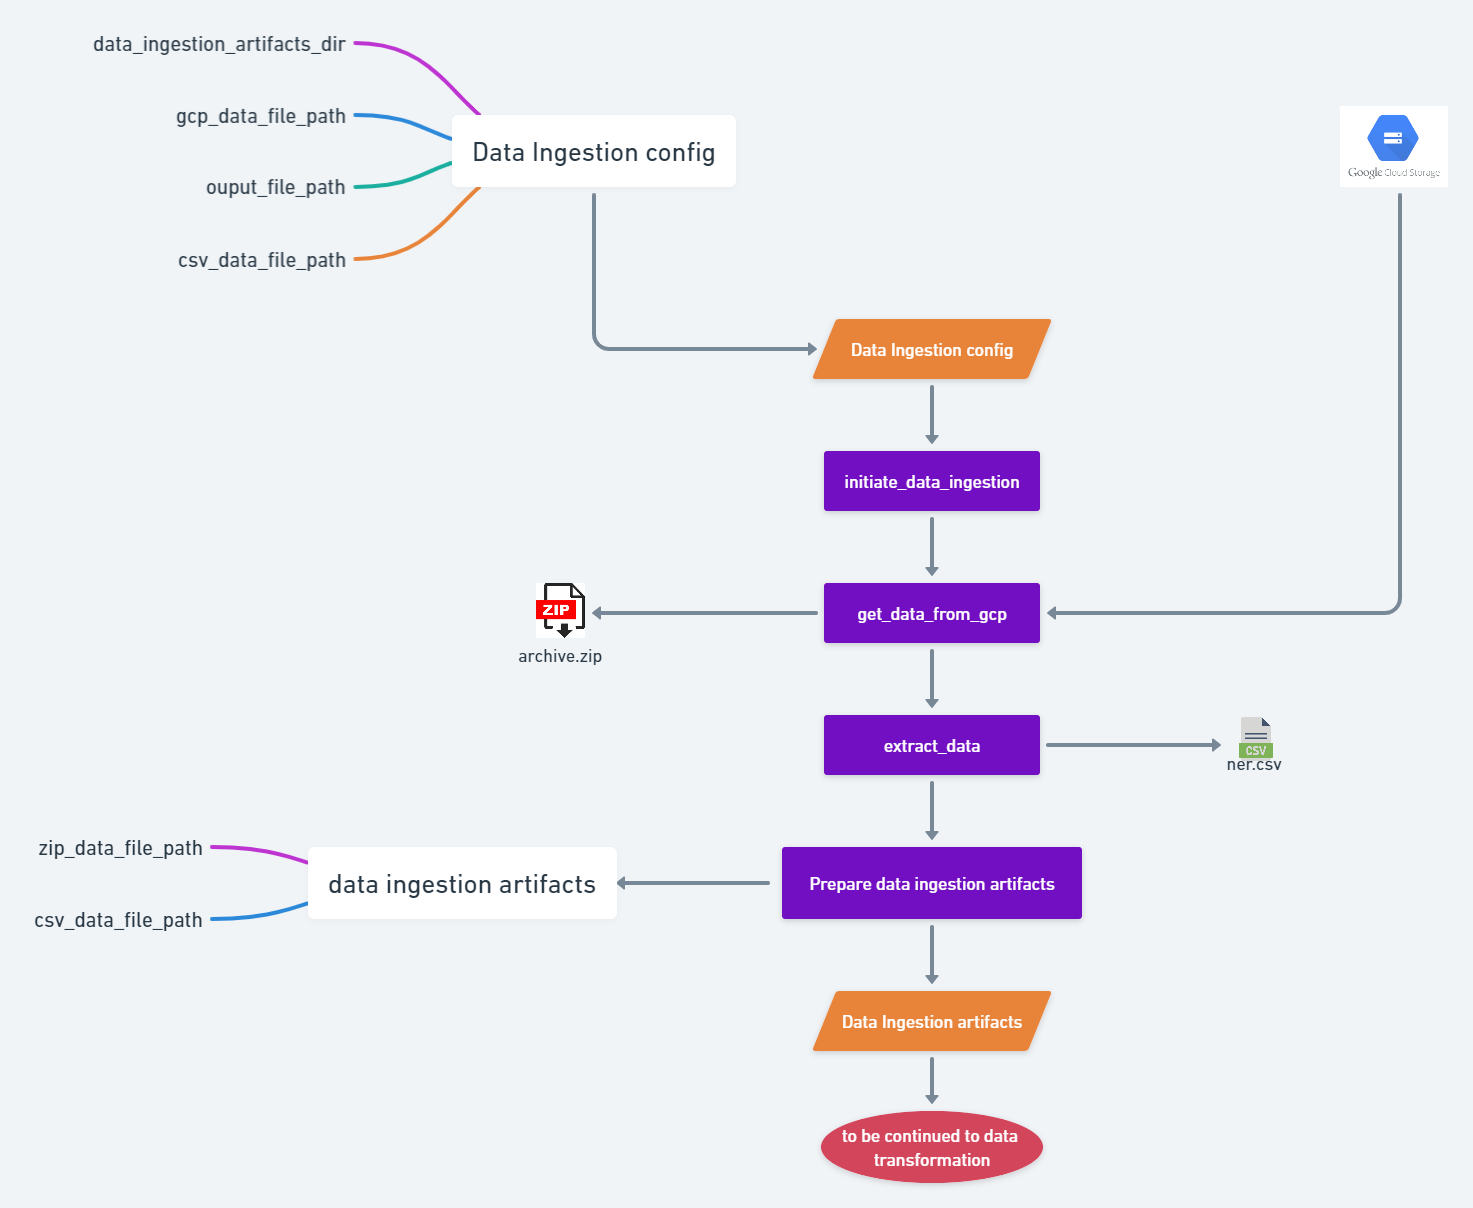 data_ingestion_artifacts_dir
gcp_data_file_path
Data Ingestion config
ouput_file_path
csv_data_file_path
Google Cloud Storage
Data Ingestion config
initiate_data_ingestion
get_data_from_gcp
ZIP
archive.zip
extract_data
CSV
ner.csv
zip_data_file_path
data ingestion artifacts
csv_data_file_path
Prepare data ingestion artifacts
Data Ingestion artifacts
to be continued to data
transformation